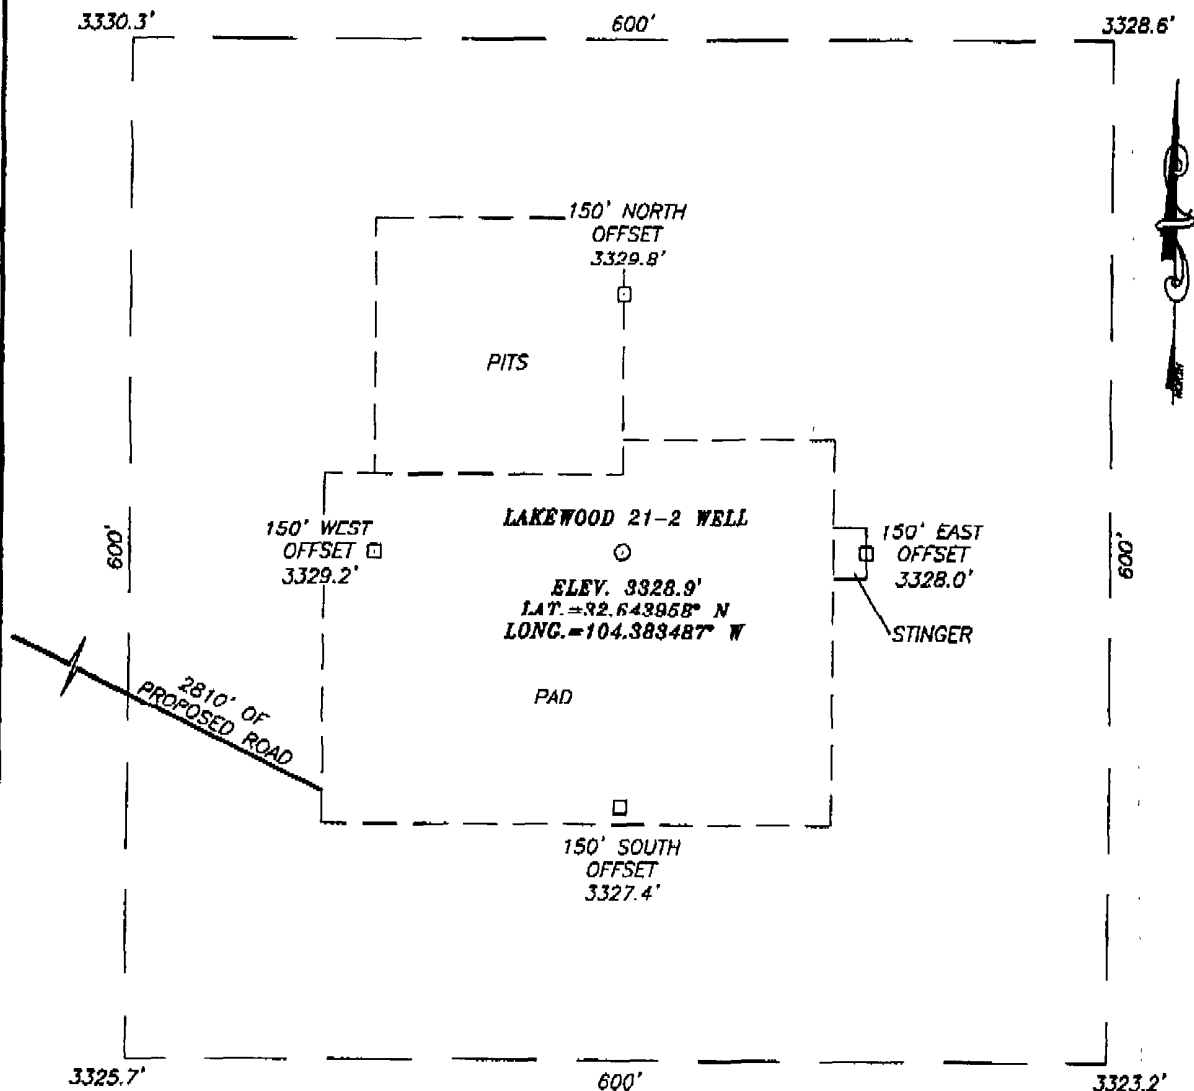 3330.3'
600'
3328.6'
150' NORTH
OFFSET
3329.8'
NORTH
PITS
LAKEWOOD 21-2 WELL
150' WEST
OFFSET
3329.2'
600'
150' EAST
OFFSET
3328.0'
600'
ELEV. 3328.9'
LAT.=32.643958° N
LONG.=104.383487° W
STINGER
2810' OF
PROPOSED ROAD
PAD
150' SOUTH
OFFSET
3327.4'
3325.7'
600'
3323.2'